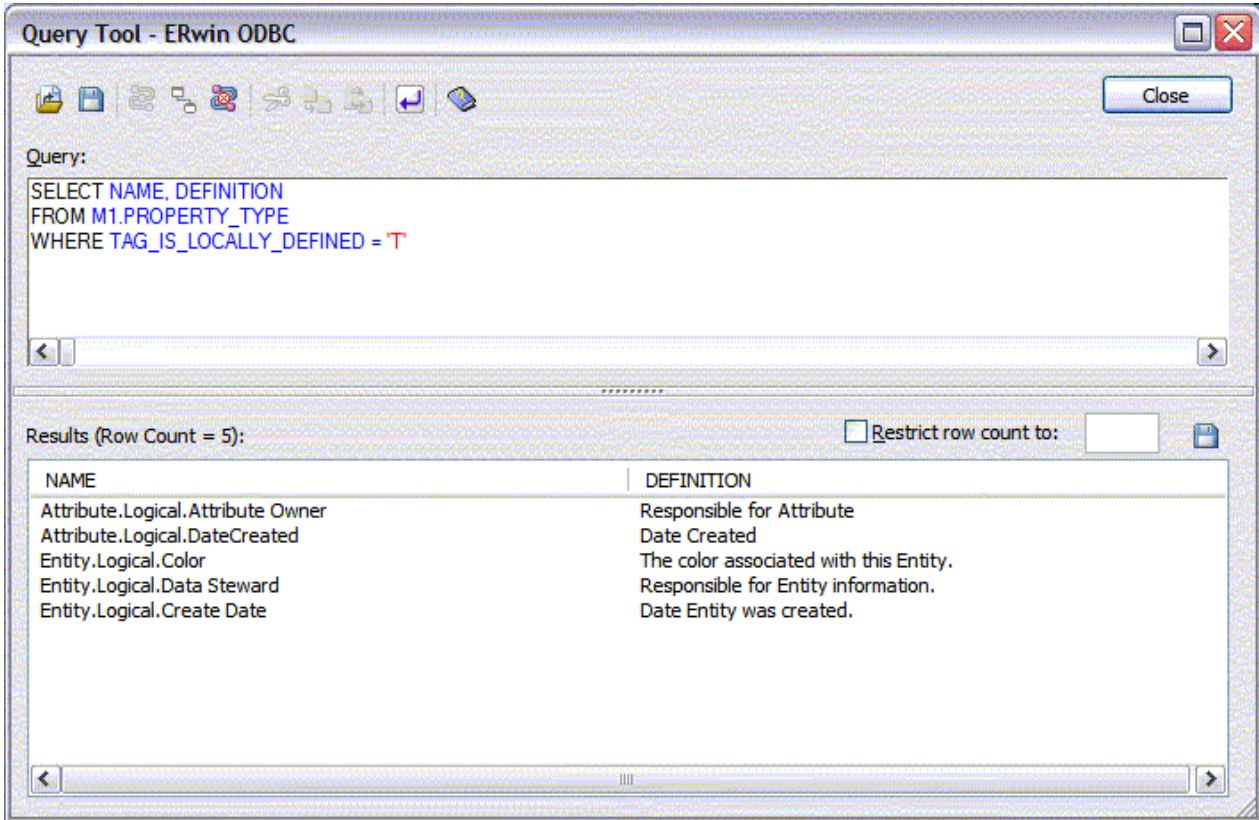 Query Tool - ERwin ODBC
Close
Query:
SELECT NAME, DEFINITION
FROM M1.PROPERTY_TYPE
WHERE TAG_IS_LOCALLY_DEFINED = 'T'
Results (Row Count = 5):
Restrict row count to:
NAME DEFINITION
Attribute.Logical.Attribute Owner Responsible for Attribute
Attribute.Logical.DateCreated Date Created
Entity.Logical.Color The color associated with this Entity.
Entity.Logical.Data Steward Responsible for Entity information.
Entity.Logical.Create Date Date Entity was created.